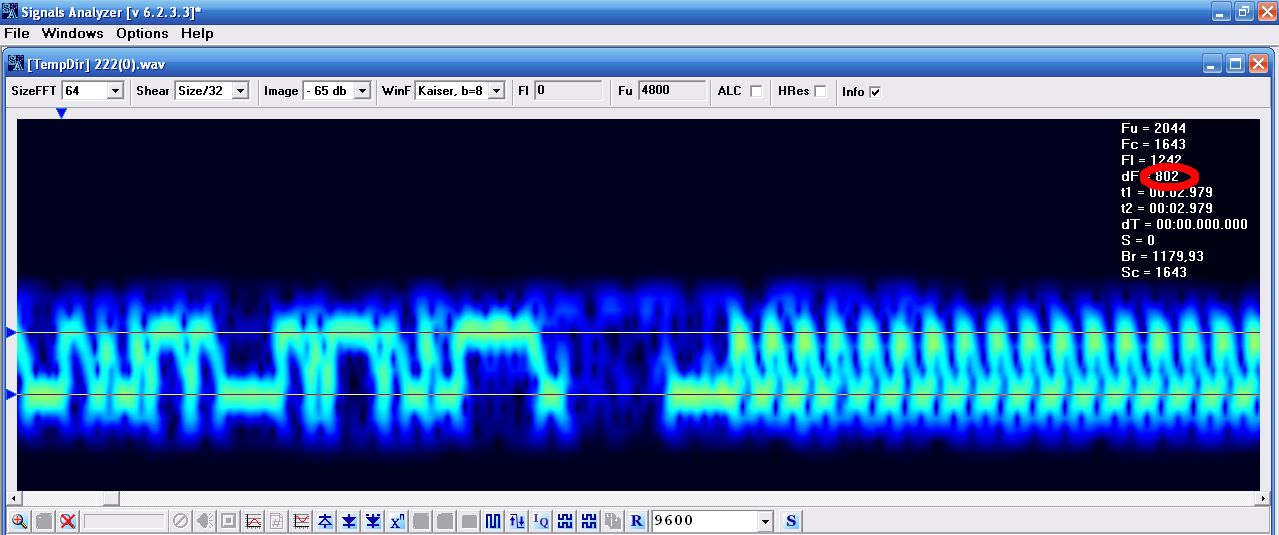 Signals Analyzer [v 6.2.3.3]*
File Windows Options Help
[TempDir] 222(0).wav
SizeFFT 64 Shear Size/32 Image - 65 db WinF Kaiser, b=8 Fl 0 Fu 4800 ALC HRes Info
Fu = 2044
Fc = 1643
Fl = 1242
dF = 802
t1 = 00:02.979
t2 = 00:02.979
dT = 00:00.000.000
S = 0
Br = 1179,93
Sc = 1643
xⁿ IQ R 9600 S